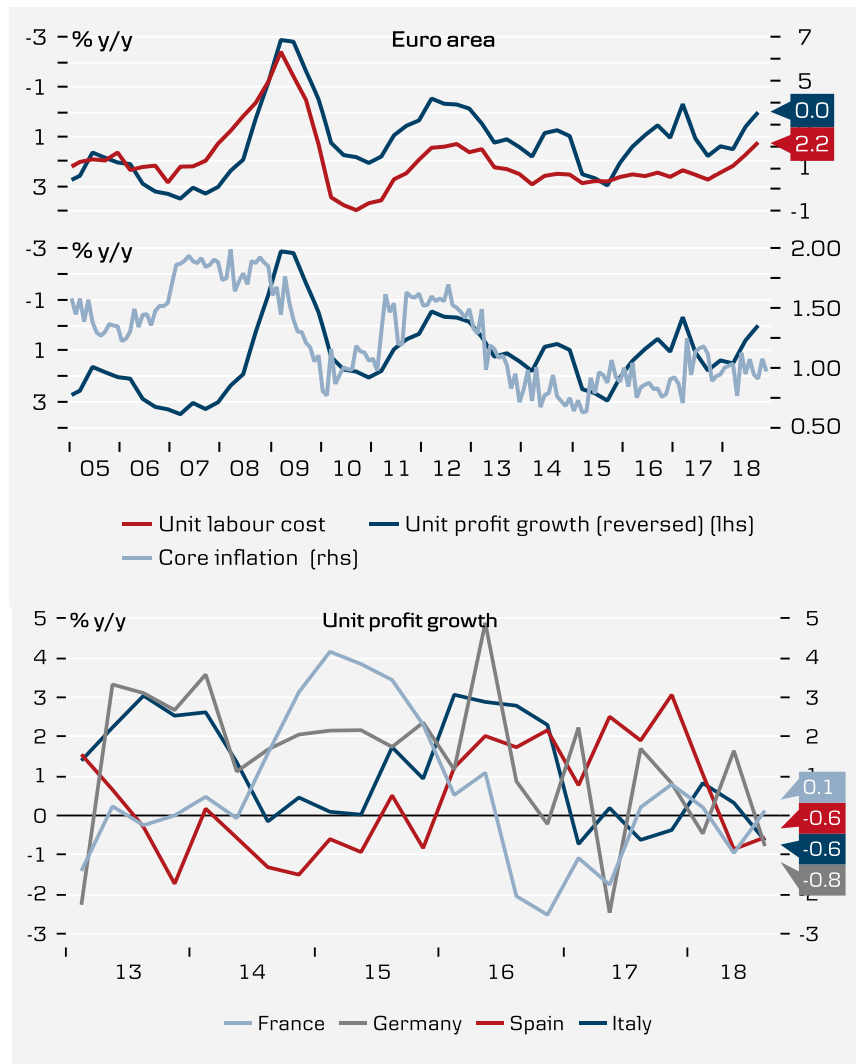 % y/y Euro area
-3 7
-1 5
0.0
1 2.2
1
3
-1
% y/y
-3 2.00
-1 1.50
1 1.00
3
0.50
05 06 07 08 09 10 11 12 13 14 15 16 17 18
Unit labour cost Unit profit growth (reversed) (lhs)
Core inflation (rhs)
5 % y/y Unit profit growth 5
4 4
3 3
2 2
1 1
0.1
0 -0.6
-1 -0.6
-2 -0.8
-3 -3
13 14 15 16 17 18
France Germany Spain Italy